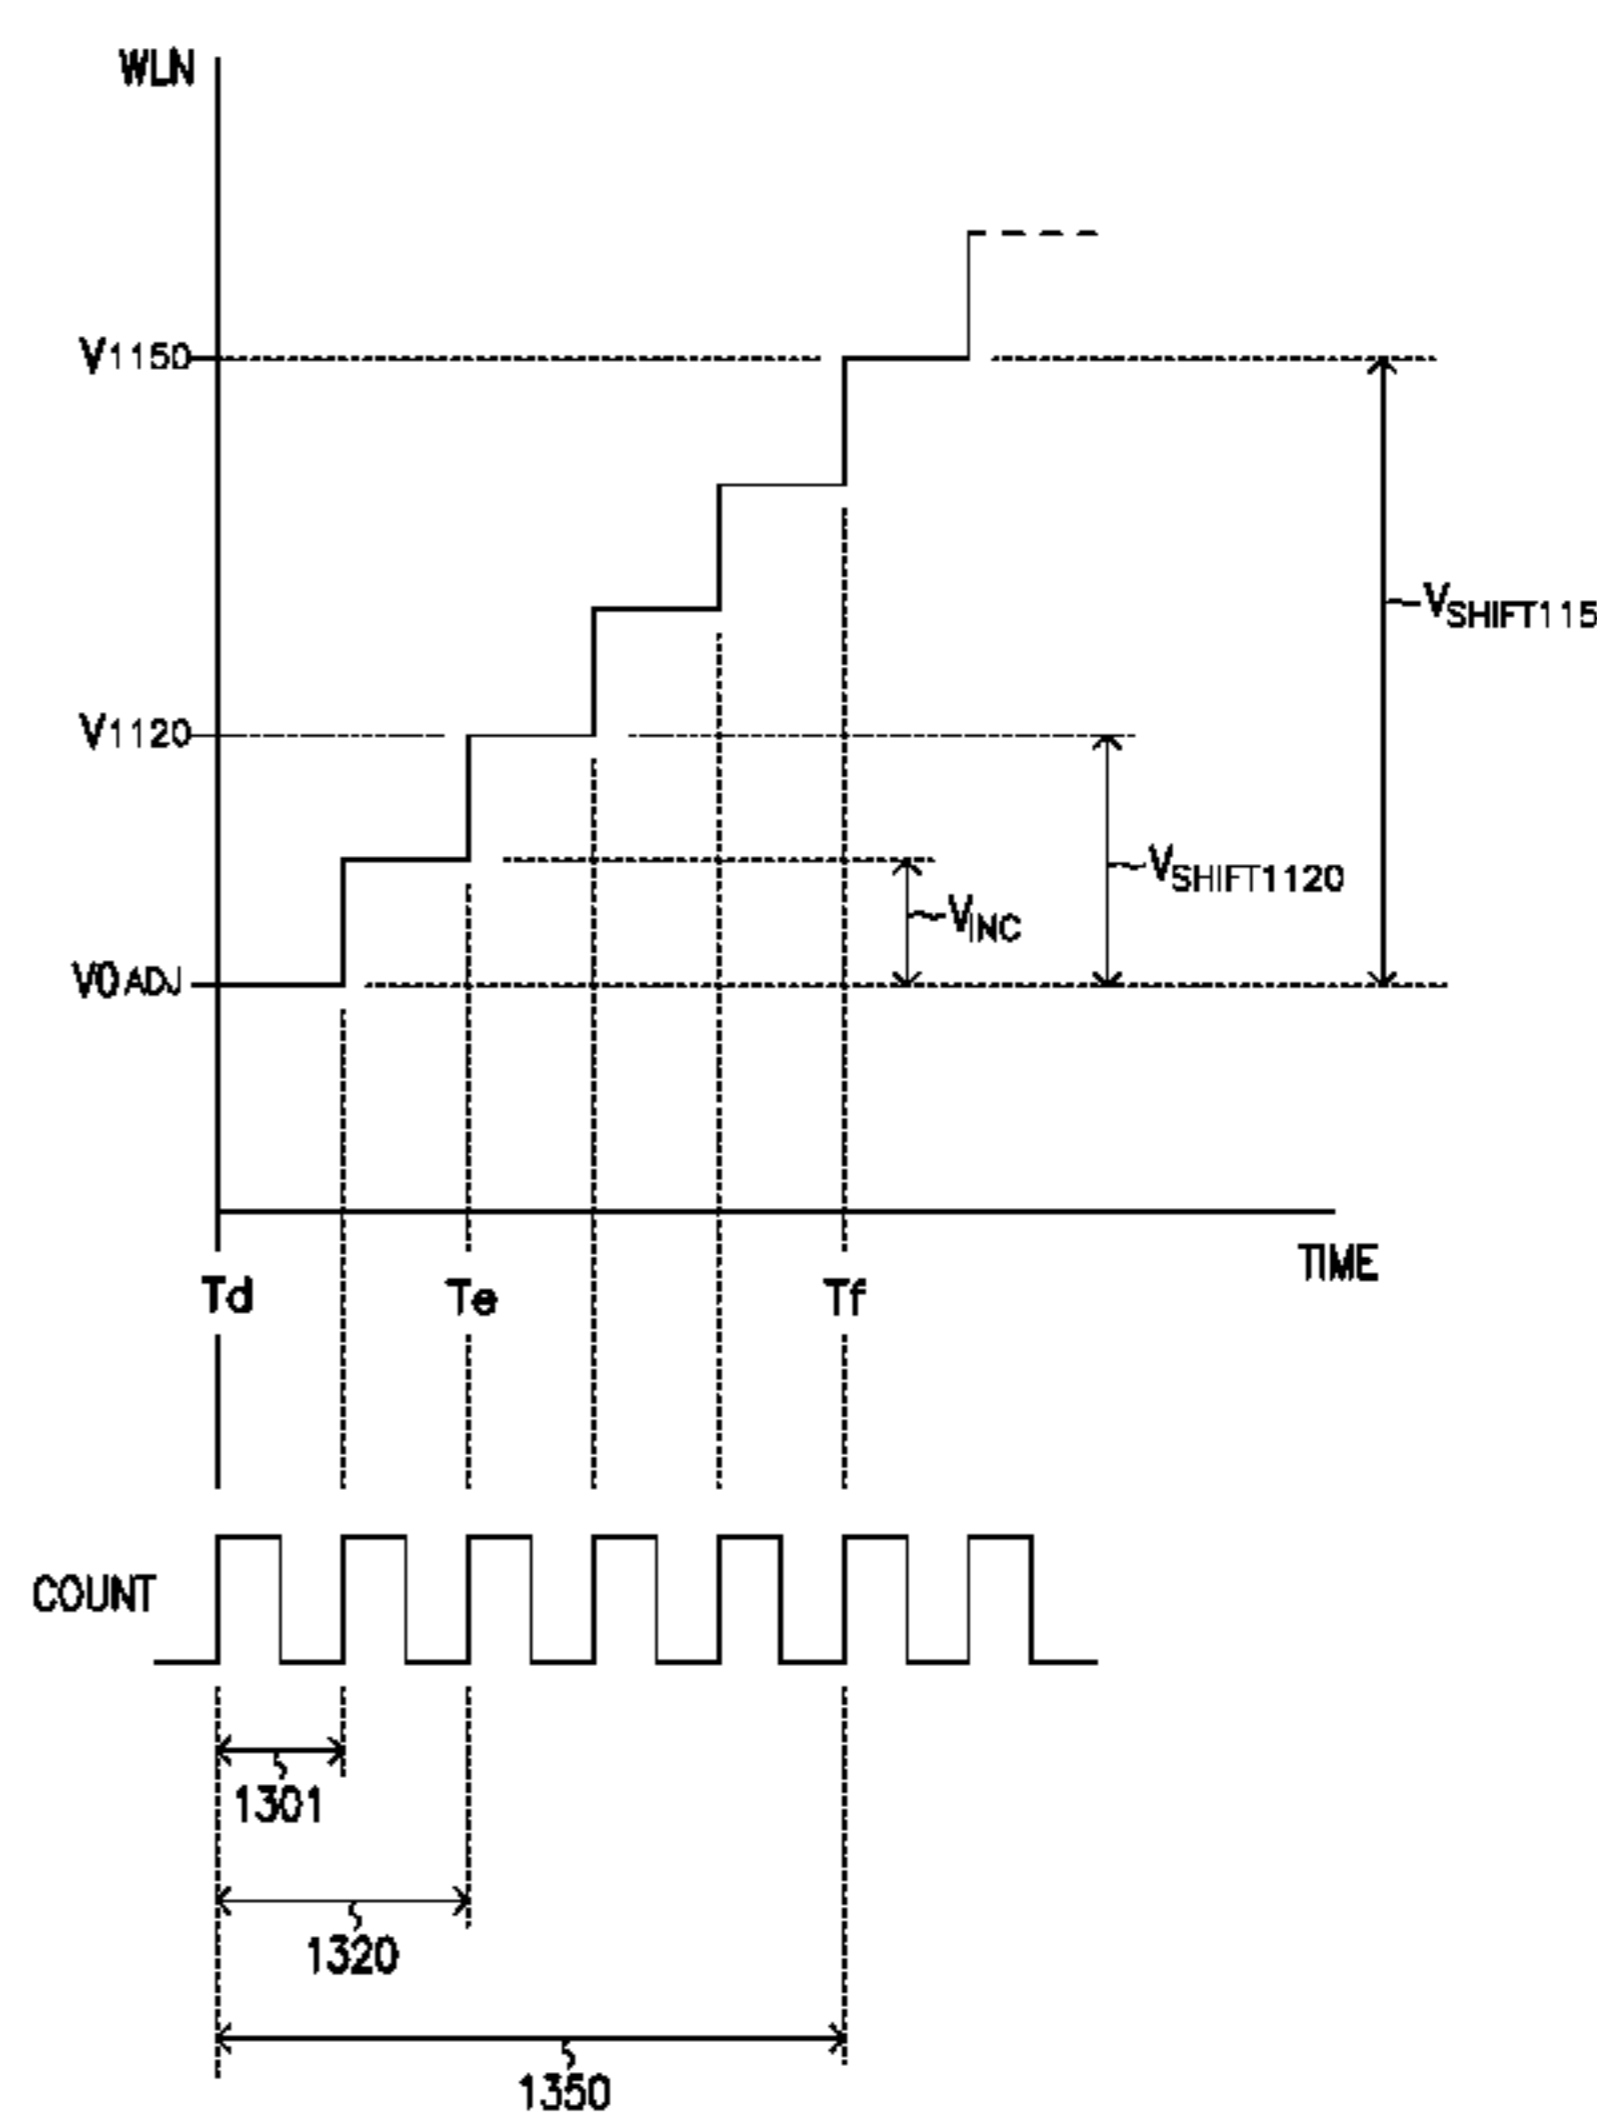 WLN
V1150
VSHIFT115
V1120
VSHIFT1120
VINC
V0ADJ
TIME
Td
Te
Tf
COUNT
1301
1320
1350